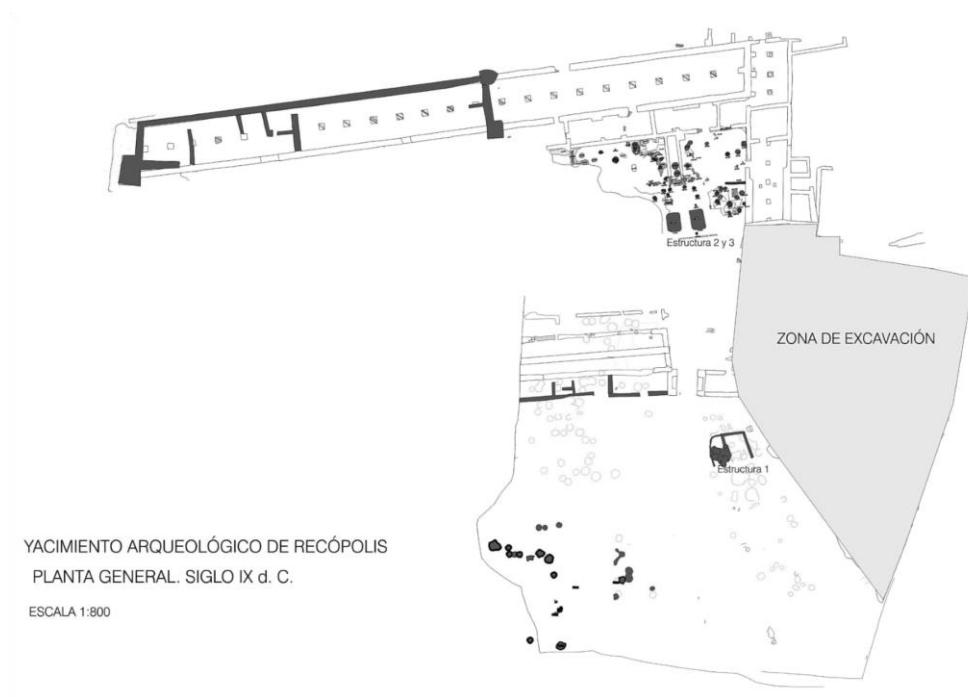 Estructura 2 y 3
ZONA DE EXCAVACIÓN
Estructura 1
YACIMIENTO ARQUEOLÓGICO DE RECÓPOLIS
PLANTA GENERAL. SIGLO IX d. C.
ESCALA 1:800